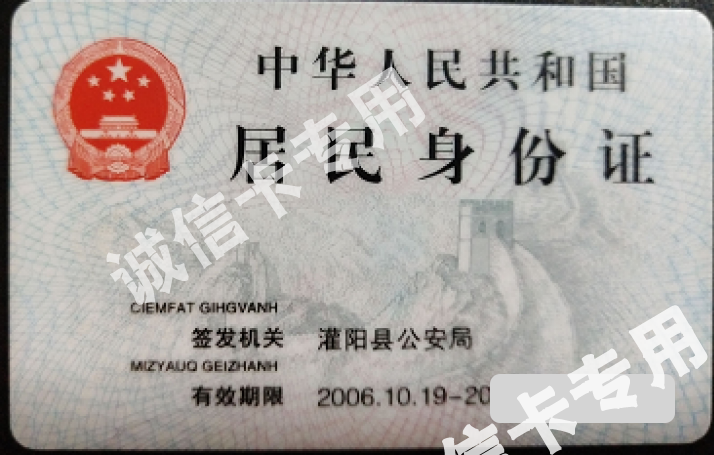 中华人民共和国
居民身份证
诚信卡专用
CIEMFAT GIHGVANH
签发机关 灌阳县公安局
MIZYAUQ GEIZHANH
有效期限 2006.10.19-20
信卡专用